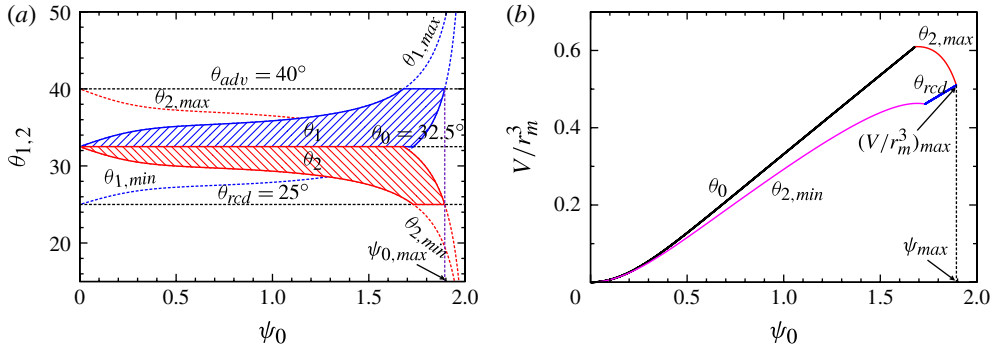 (a)
50
40
30
20
θ1,2
0
0.5
1.0
1.5
2.0
ψ0
θadv = 40°
θ1,max
θ2,max
θ1
θ0 = 32.5°
θ2
θ1,min
θrcd = 25°
θ2,min
ψ0,max
(b)
0.6
0.4
0.2
V/r_m^3
0
0.5
1.0
1.5
2.0
ψ0
θ2,max
θrcd
(V/r_m^3)max
θ0
θ2,min
ψmax